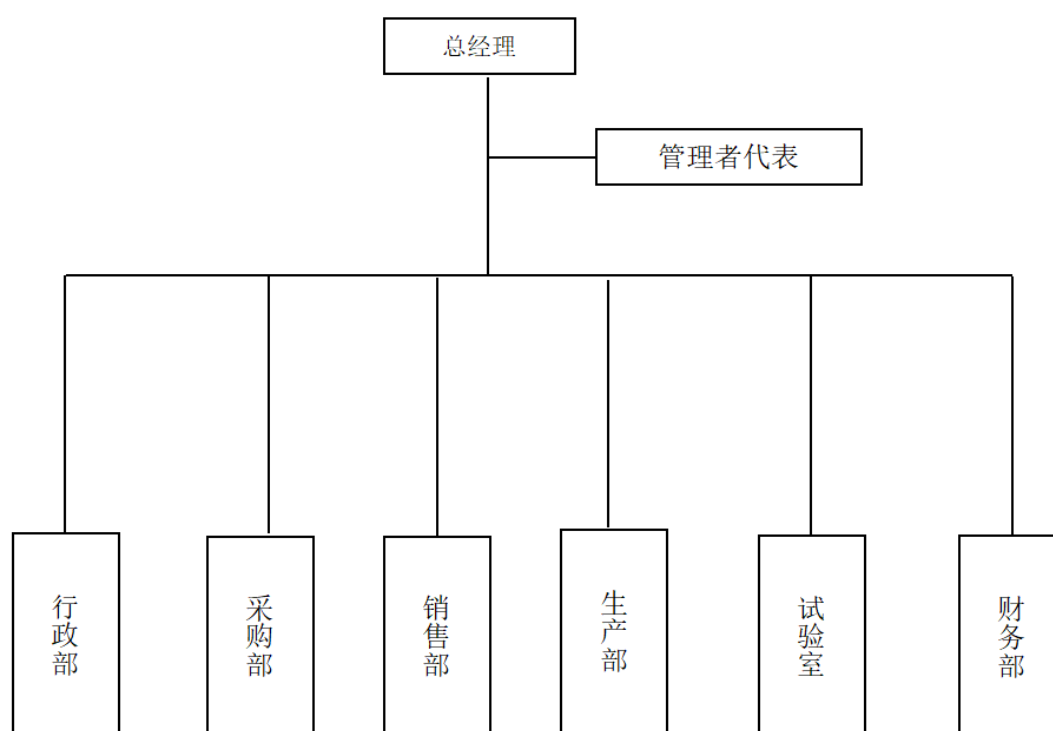 总经理
管理者代表
行政部
采购部
销售部
生产部
试验室
财务部